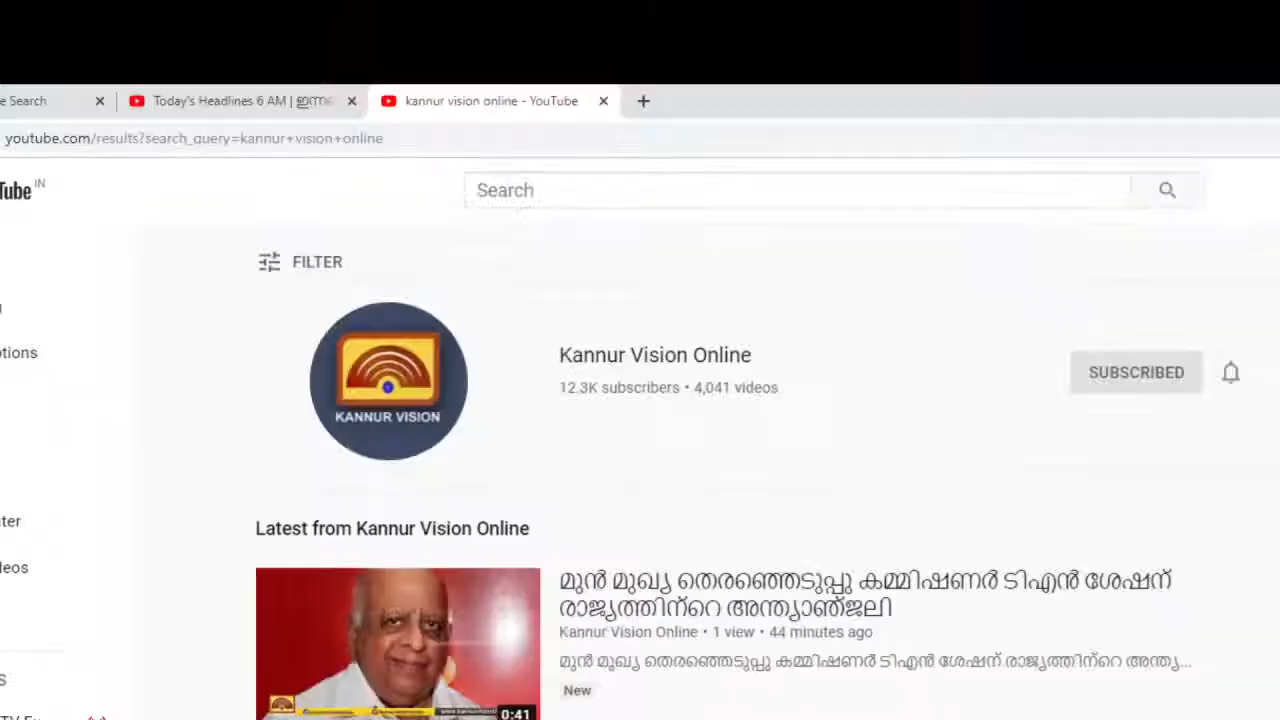 e Search
Today's Headlines 6 AM |
kannur vision online - YouTube
youtube.com/results?search_query=kannur+vision+online
Tube IN
Search
FILTER
KANNUR VISION
Kannur Vision Online
12.3K subscribers • 4,041 videos
SUBSCRIBED
Latest from Kannur Vision Online
മുൻ മുഖ്യ തെരഞ്ഞെടുപ്പു കമ്മിഷണർ ടിഎൻ ശേഷന്
രാജ്യത്തിന്റെ അന്ത്യാഞ്ജലി
Kannur Vision Online • 1 view • 44 minutes ago
മുൻ മുഖ്യ തെരഞ്ഞെടുപ്പു കമ്മിഷണർ ടിഎൻ ശേഷന് രാജ്യത്തിന്റെ അന്ത്യ...
New
0:41
ptions
ter
leos
S